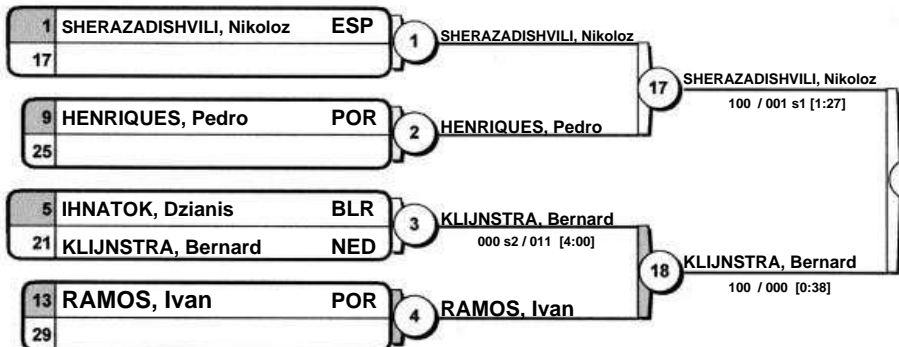 1 SHERAZADISHVILI, Nikoloz ESP
17
1
SHERAZADISHVILI, Nikoloz
9 HENRIQUES, Pedro POR
25
2
HENRIQUES, Pedro
17
SHERAZADISHVILI, Nikoloz
100 / 001 s1 [1:27]
5 IHNATOK, Dzianis BLR
21 KLIJNSTRA, Bernard NED
3
KLIJNSTRA, Bernard
000 s2 / 011 [4:00]
13 RAMOS, Ivan POR
29
4
RAMOS, Ivan
18
KLIJNSTRA, Bernard
100 / 000 [0:38]